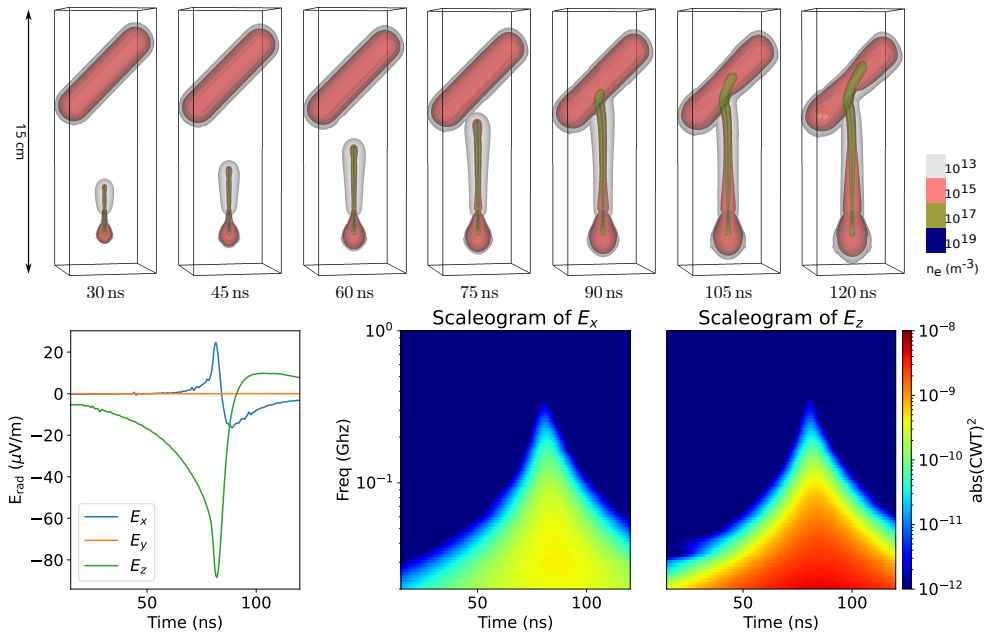 15 cm
30 ns
45 ns
60 ns
75 ns
90 ns
105 ns
120 ns
10^13
10^15
10^17
10^19
n_e (m^-3)
20
0
−20
−40
−60
−80
E_rad (μV/m)
E_x
E_y
E_z
50
100
Time (ns)
Scaleogram of E_x
10^0
10^−1
Freq (Ghz)
50
100
Time (ns)
Scaleogram of E_z
50
100
Time (ns)
10^−8
10^−9
10^−10
10^−11
10^−12
abs(CWT)^2